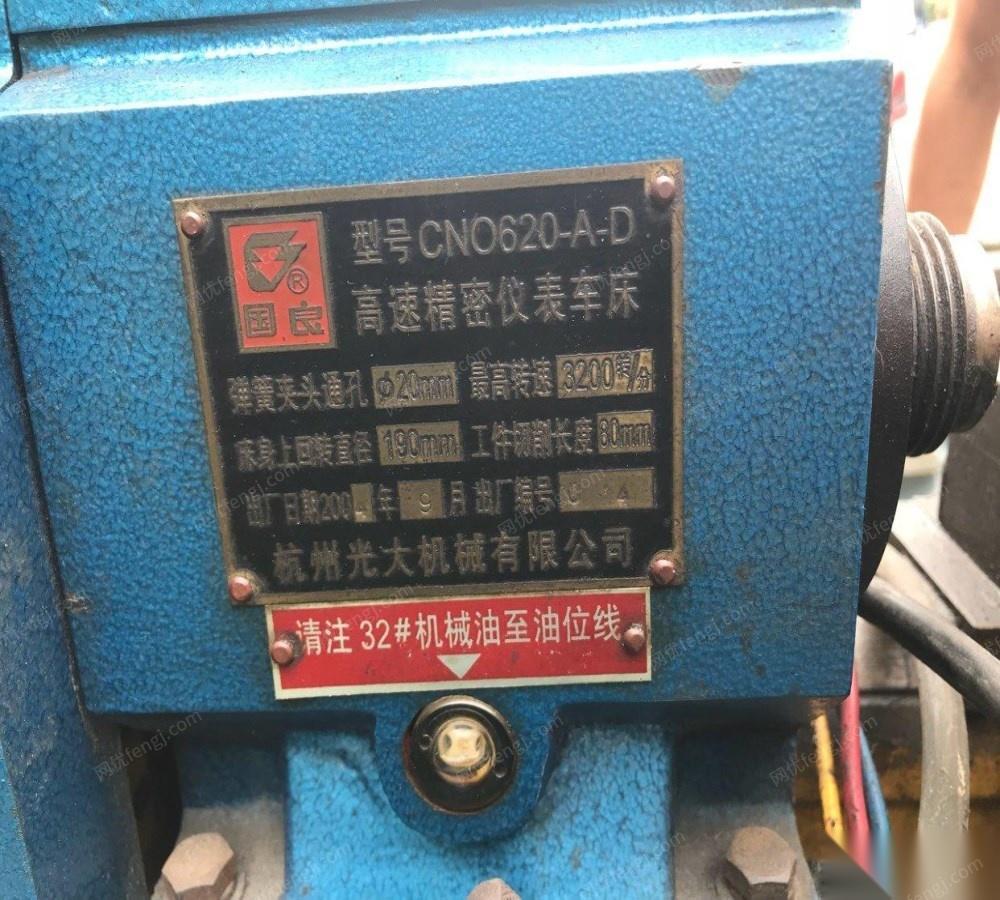 型号CNO620-A-D
高速精密仪表车床
® 国良
弹簧夹头通孔 Φ20mm 最高转速 3200转/分
床身上回转直径 190mm 工件切削长度 80mm
出厂日期200 年 9 月 出厂编号
杭州光大机械有限公司
请注 32#机械油至油位线